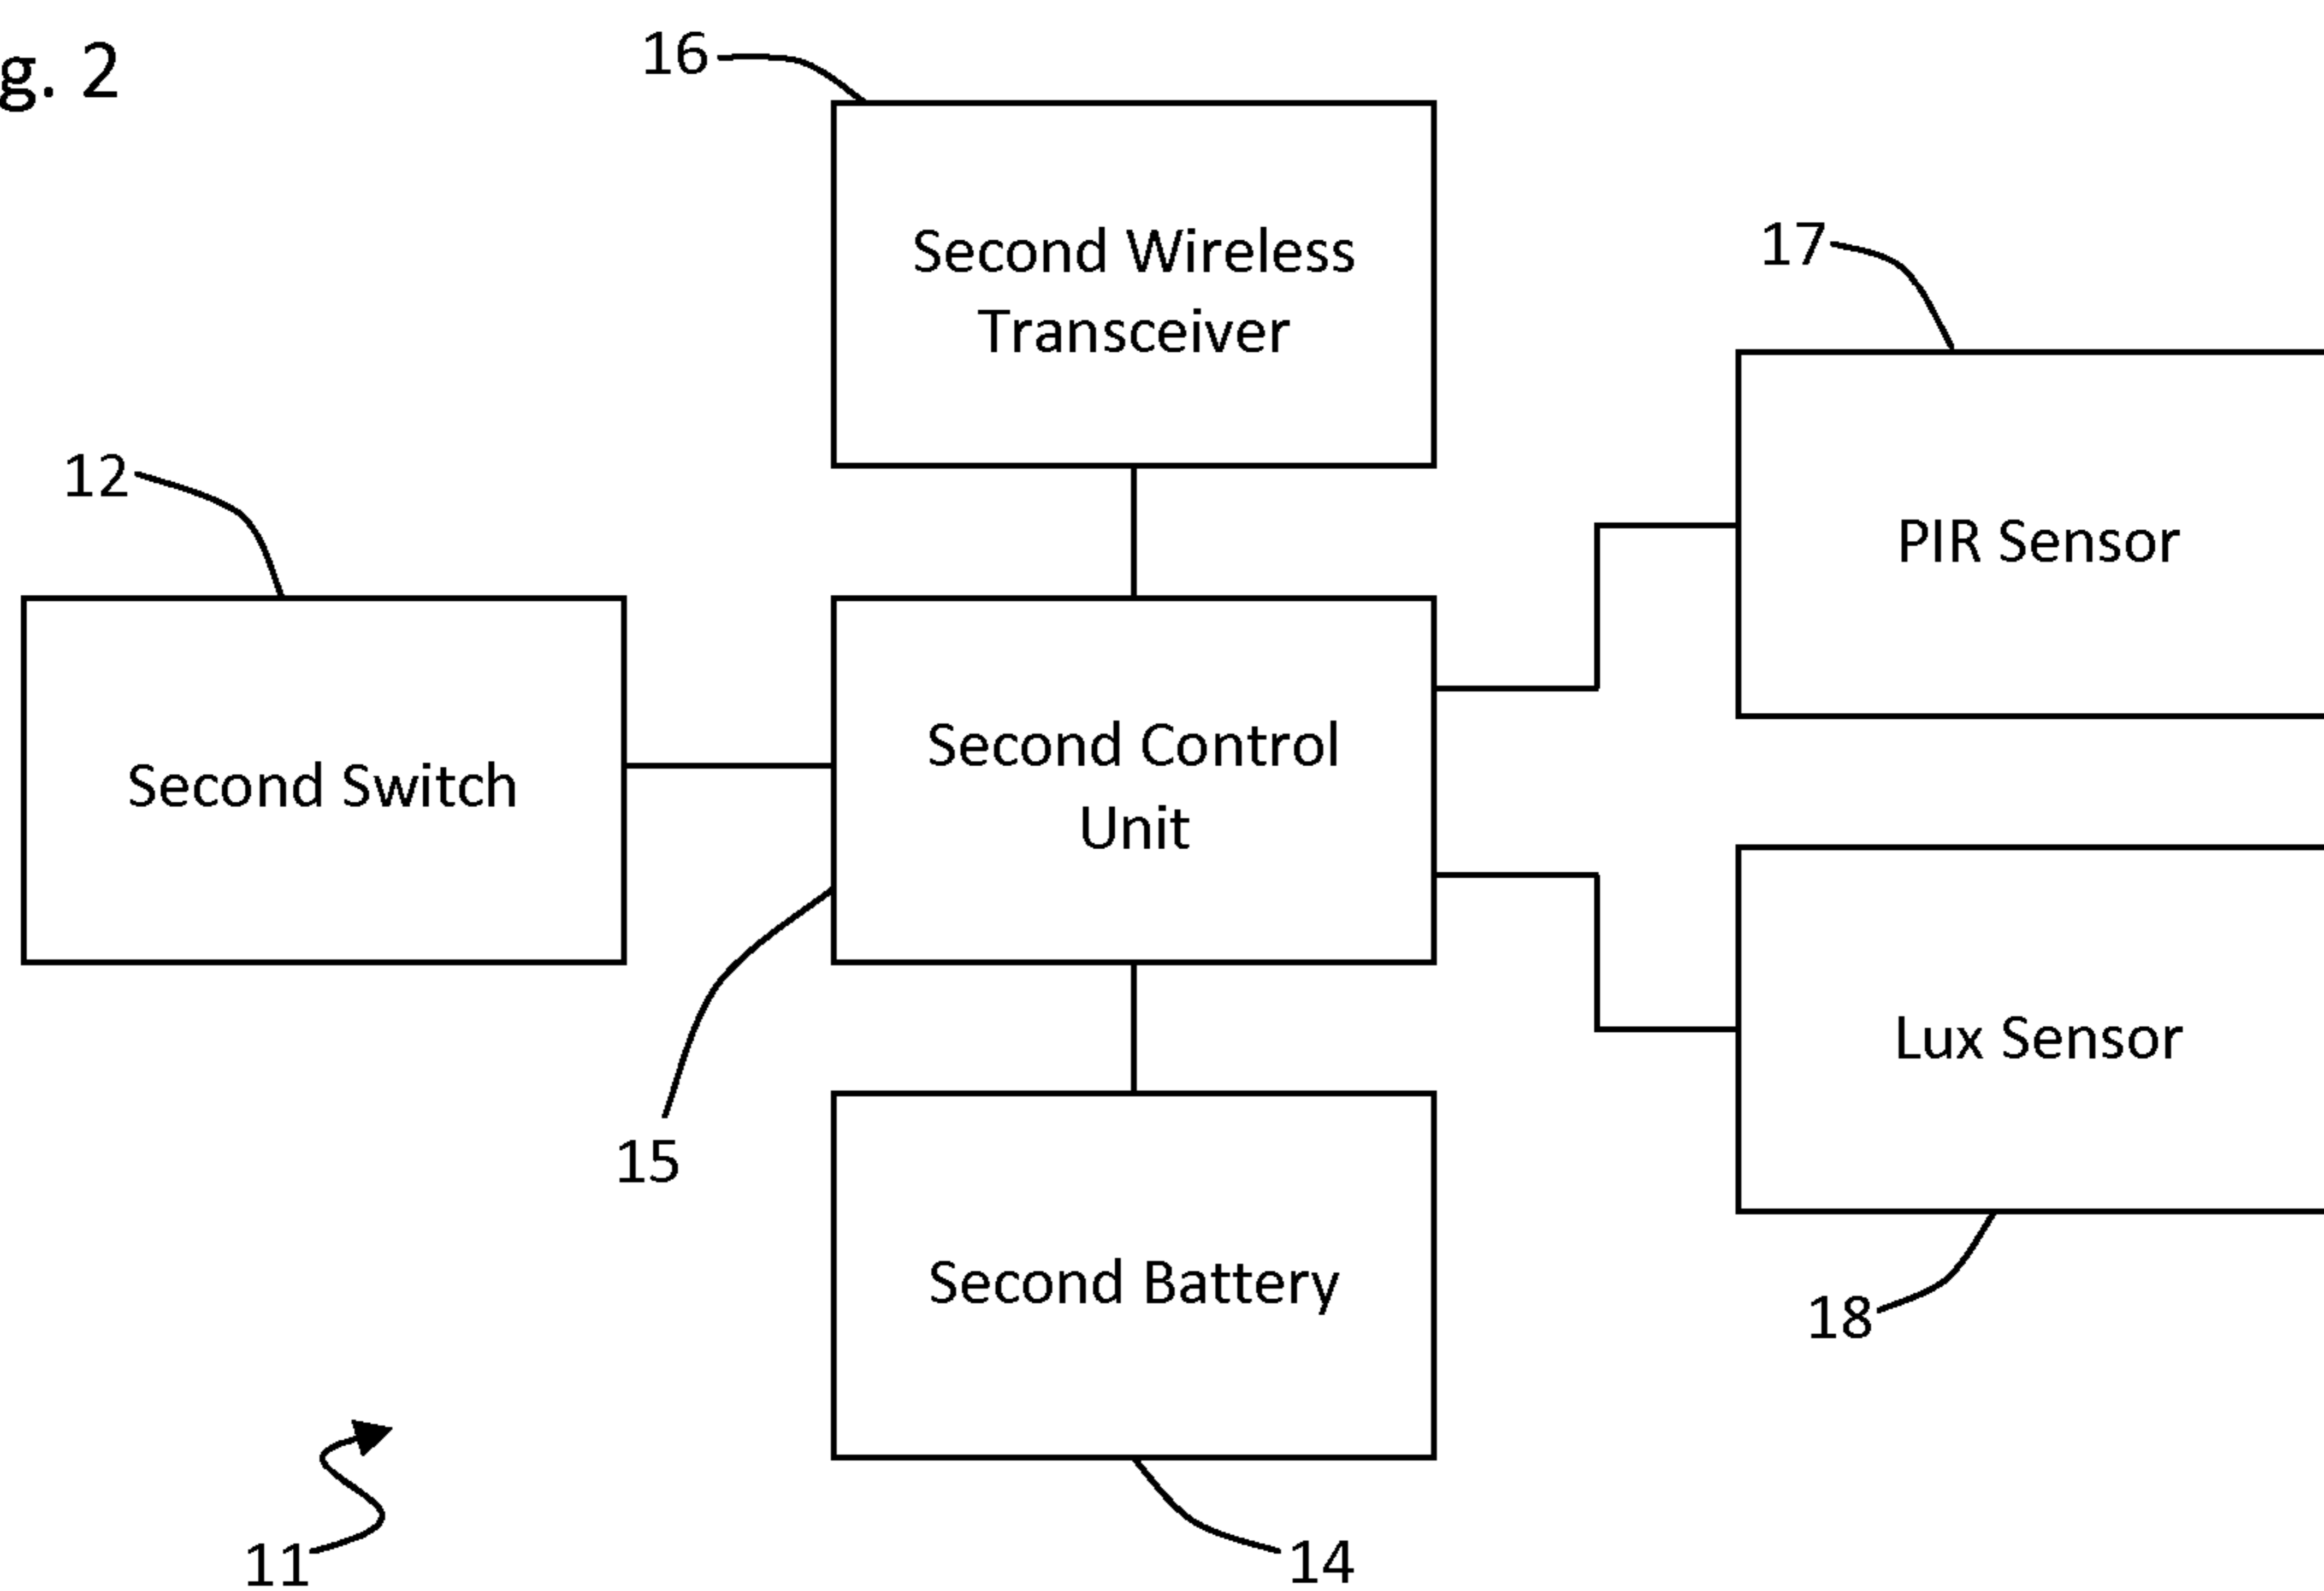 g. 2
16
Second Wireless
Transceiver
17
12
PIR Sensor
Second Switch
Second Control
Unit
Lux Sensor
15
Second Battery
18
11
14